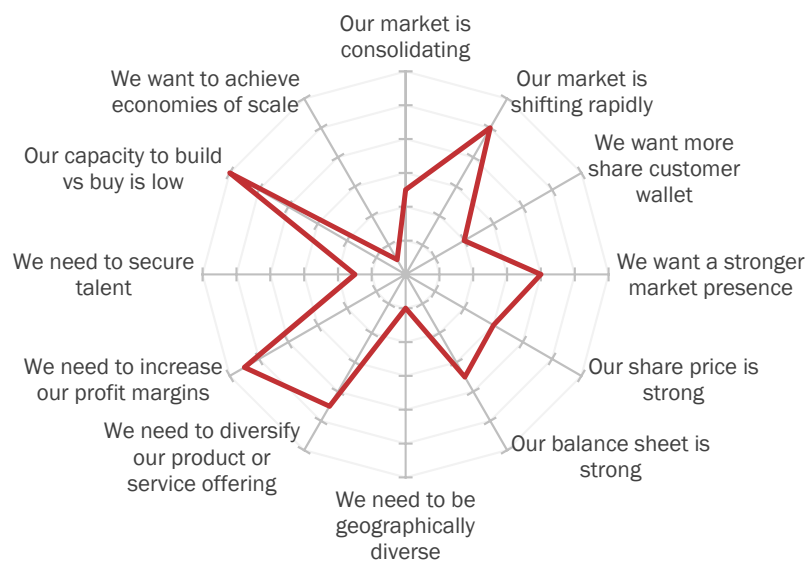 Our market is
consolidating
Our market is
shifting rapidly
We want more
share customer
wallet
We want a stronger
market presence
Our share price is
strong
Our balance sheet is
strong
We need to be
geographically
diverse
We need to diversify
our product or
service offering
We need to increase
our profit margins
We need to secure
talent
Our capacity to build
vs buy is low
We want to achieve
economies of scale